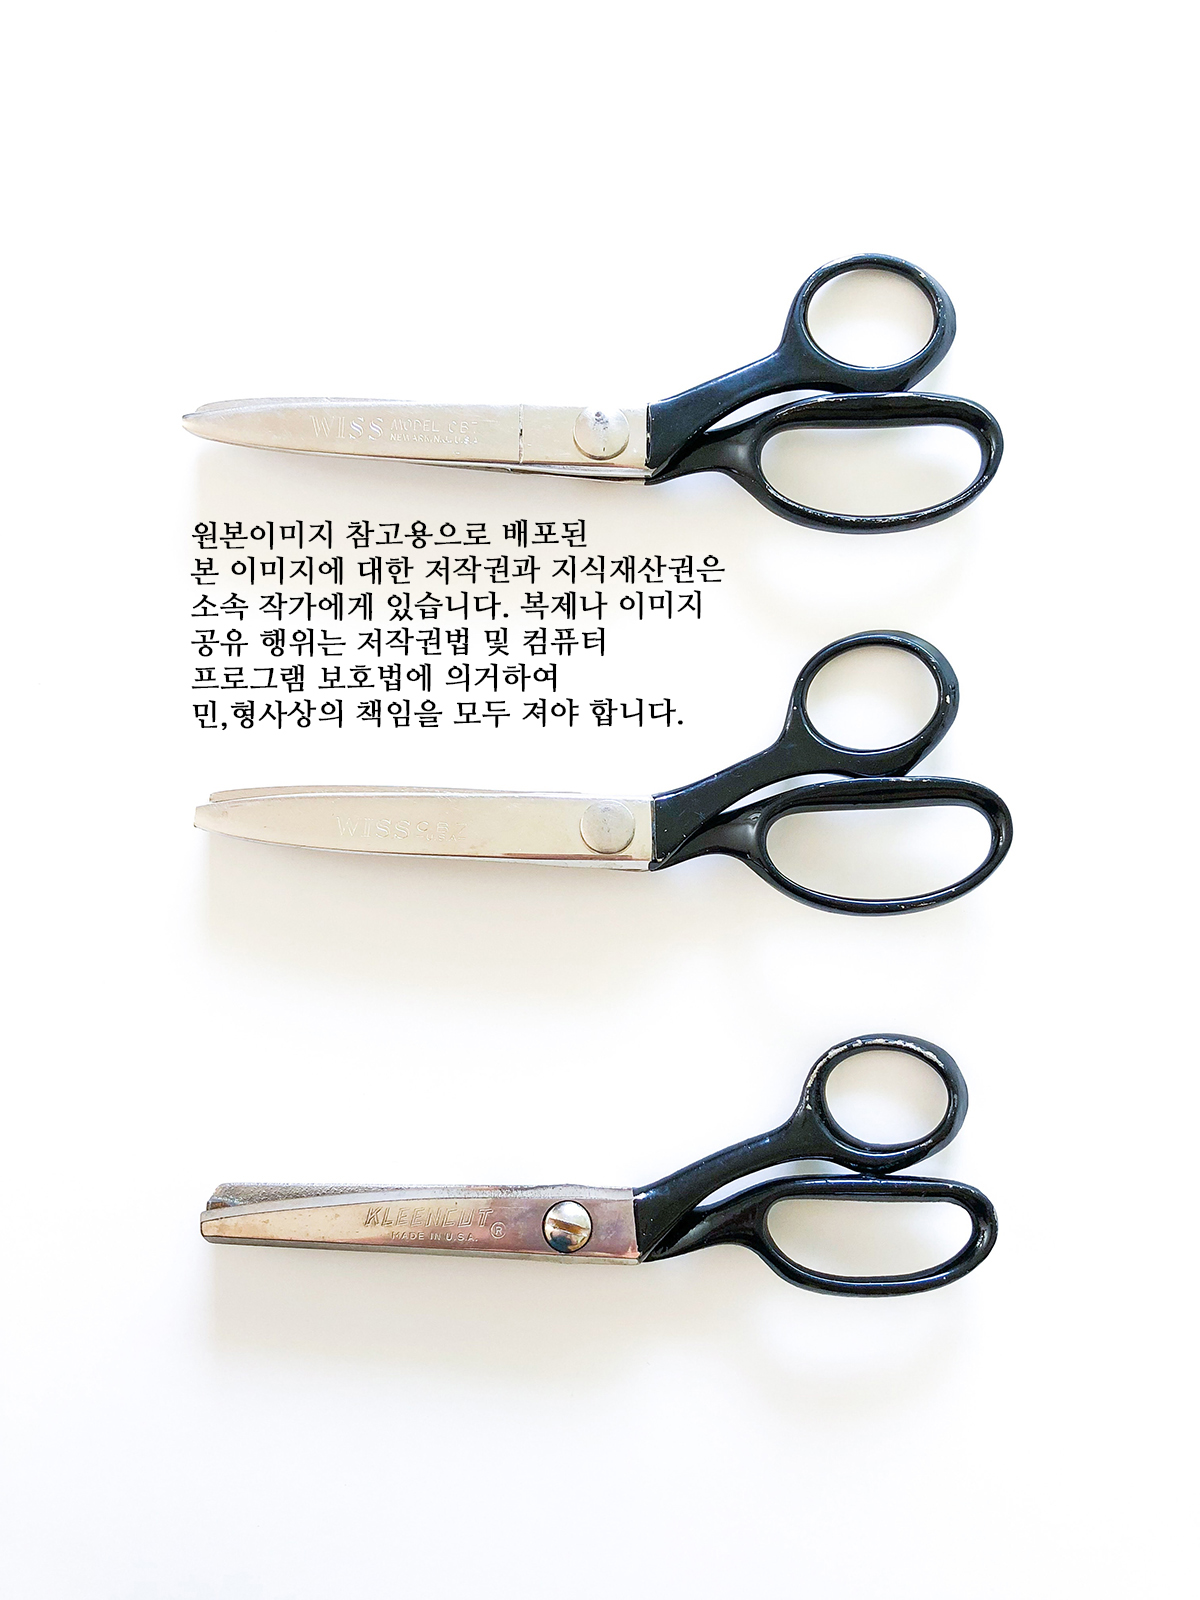 WISS MODEL CB7
NEWARK, N.J. U.S.A.
원본이미지 참고용으로 배포된
본 이미지에 대한 저작권과 지식재산권은
소속 작가에게 있습니다. 복제나 이미지
공유 행위는 저작권법 및 컴퓨터
프로그램 보호법에 의거하여
민,형사상의 책임을 모두 져야 합니다.
WISS
KLEENCUT
MADE IN U.S.A. ®